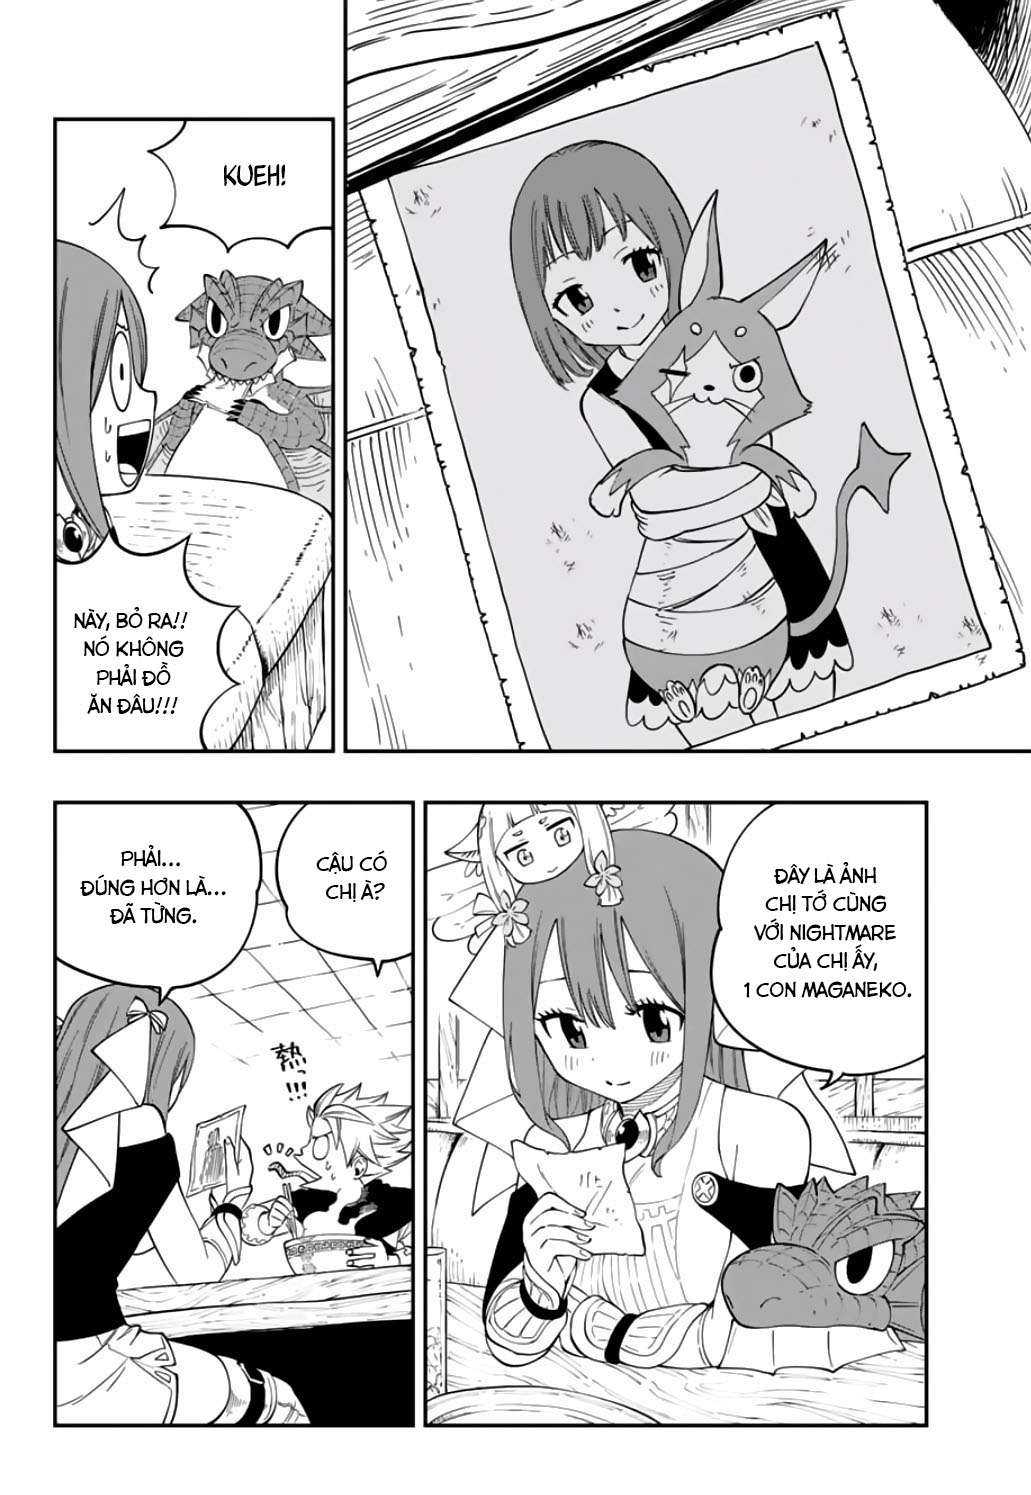 KUEH!
NÀY, BỎ RA!!
NÓ KHÔNG
PHẢI ĐỒ
ĂN ĐÂU!!!
ĐÂY LÀ ẢNH
CHỊ TỚ CÙNG
VỚI NIGHTMARE
CỦA CHỊ ẤY,
1 CON MAGANEKO.
CẬU CÓ
CHỊ À?
PHẢI...
ĐÚNG HƠN LÀ...
ĐÃ TỪNG.
熱っ!!!